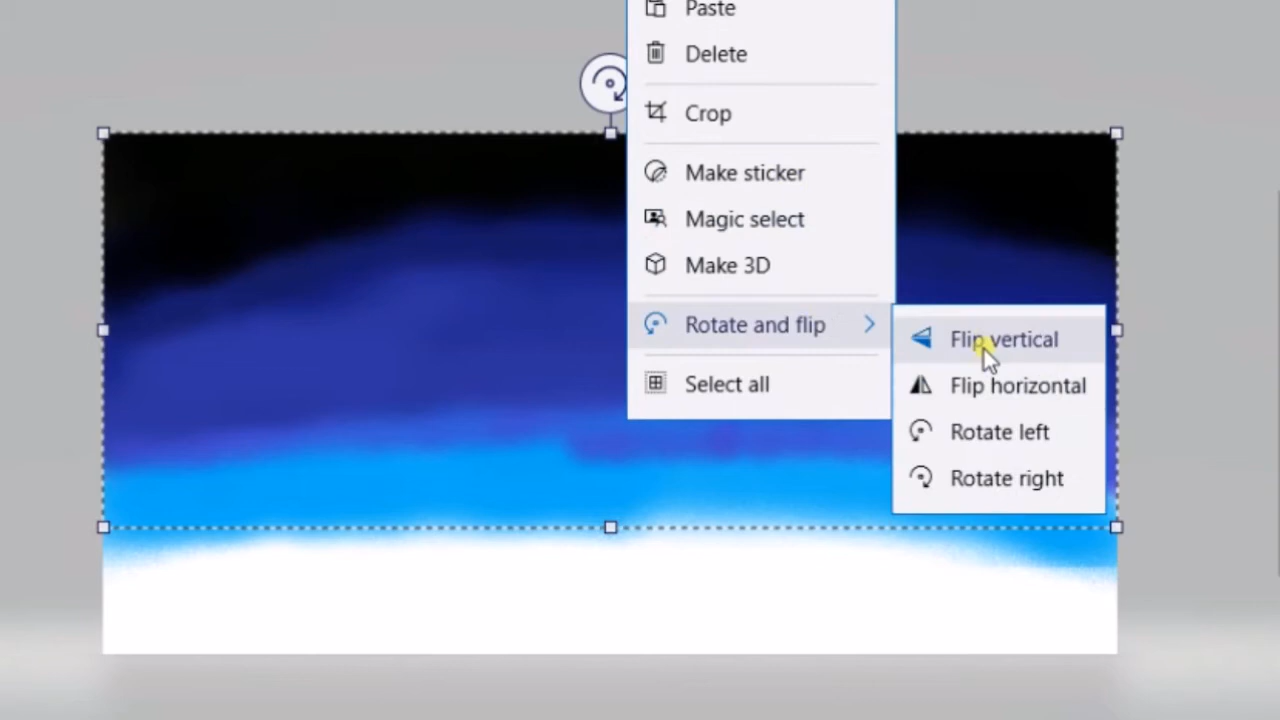 Paste
Delete
Crop
Make sticker
Magic select
Make 3D
Rotate and flip
Select all
Flip vertical
Flip horizontal
Rotate left
Rotate right